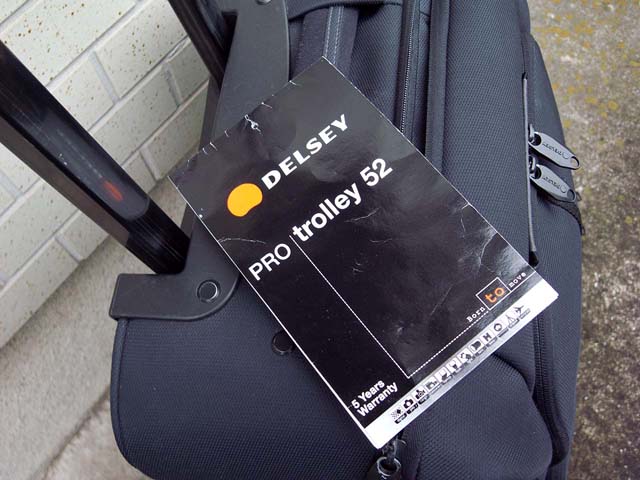 DELSEY
PRO trolley 52
Born to move
5 Years
Warranty